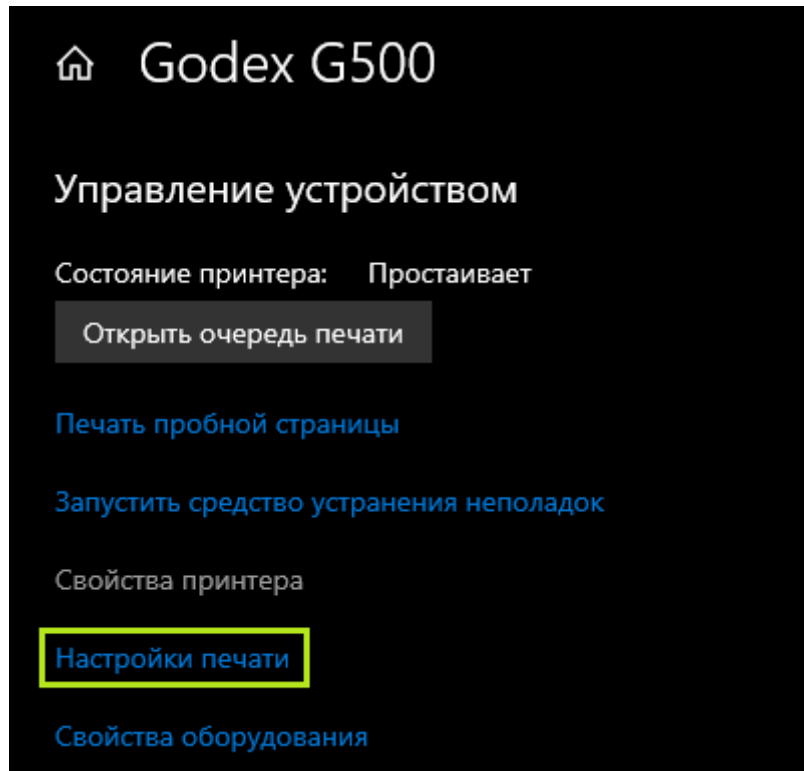 Godex G500
Управление устройством
Состояние принтера: Простаивает
Открыть очередь печати
Печать пробной страницы
Запустить средство устранения неполадок
Свойства принтера
Настройки печати
Свойства оборудования